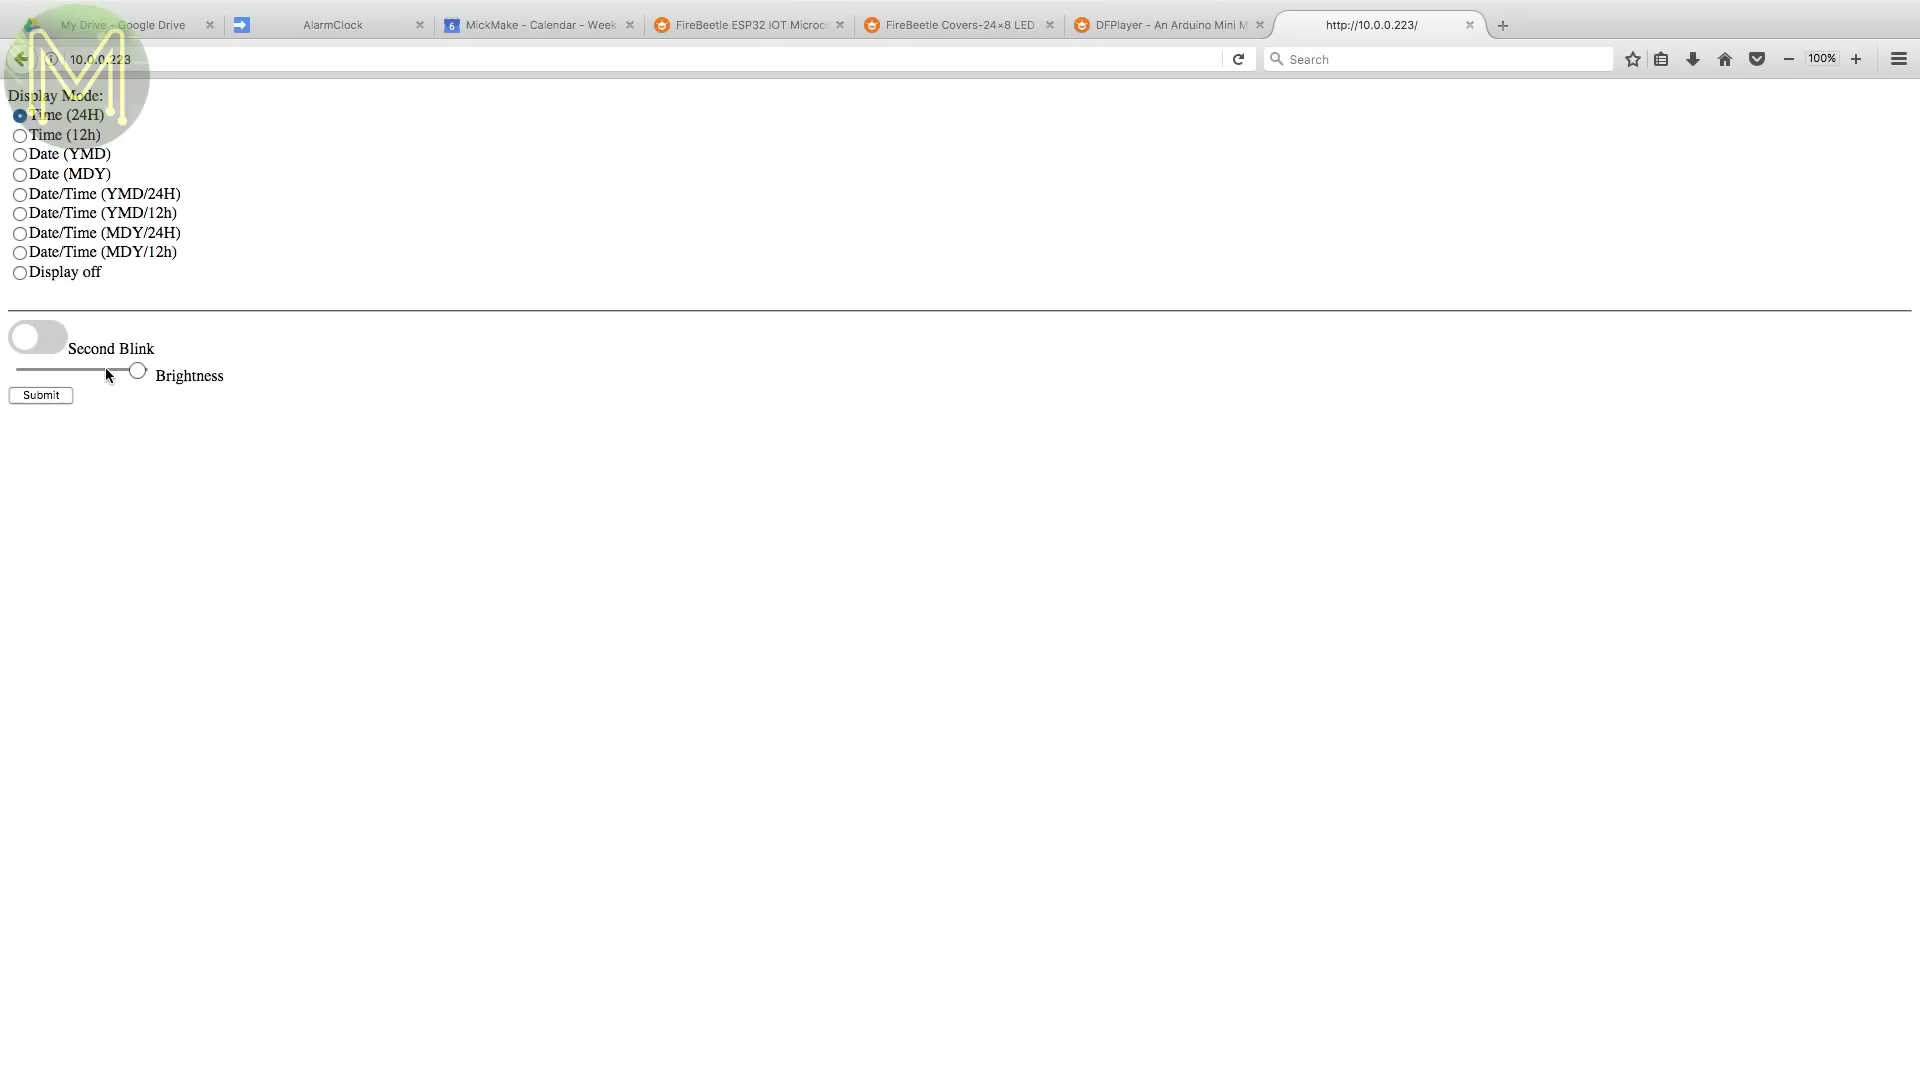 My Drive - Google Drive
AlarmClock
MickMake - Calendar - Week
FireBeetle ESP32 IOT Microc
FireBeetle Covers-24×8 LED
DFPlayer - An Arduino Mini M
http://10.0.0.223/
10.0.0.223
Search
100%
Display Mode:
Time (24H)
Time (12h)
Date (YMD)
Date (MDY)
Date/Time (YMD/24H)
Date/Time (YMD/12h)
Date/Time (MDY/24H)
Date/Time (MDY/12h)
Display off
Second Blink
Brightness
Submit
M
6